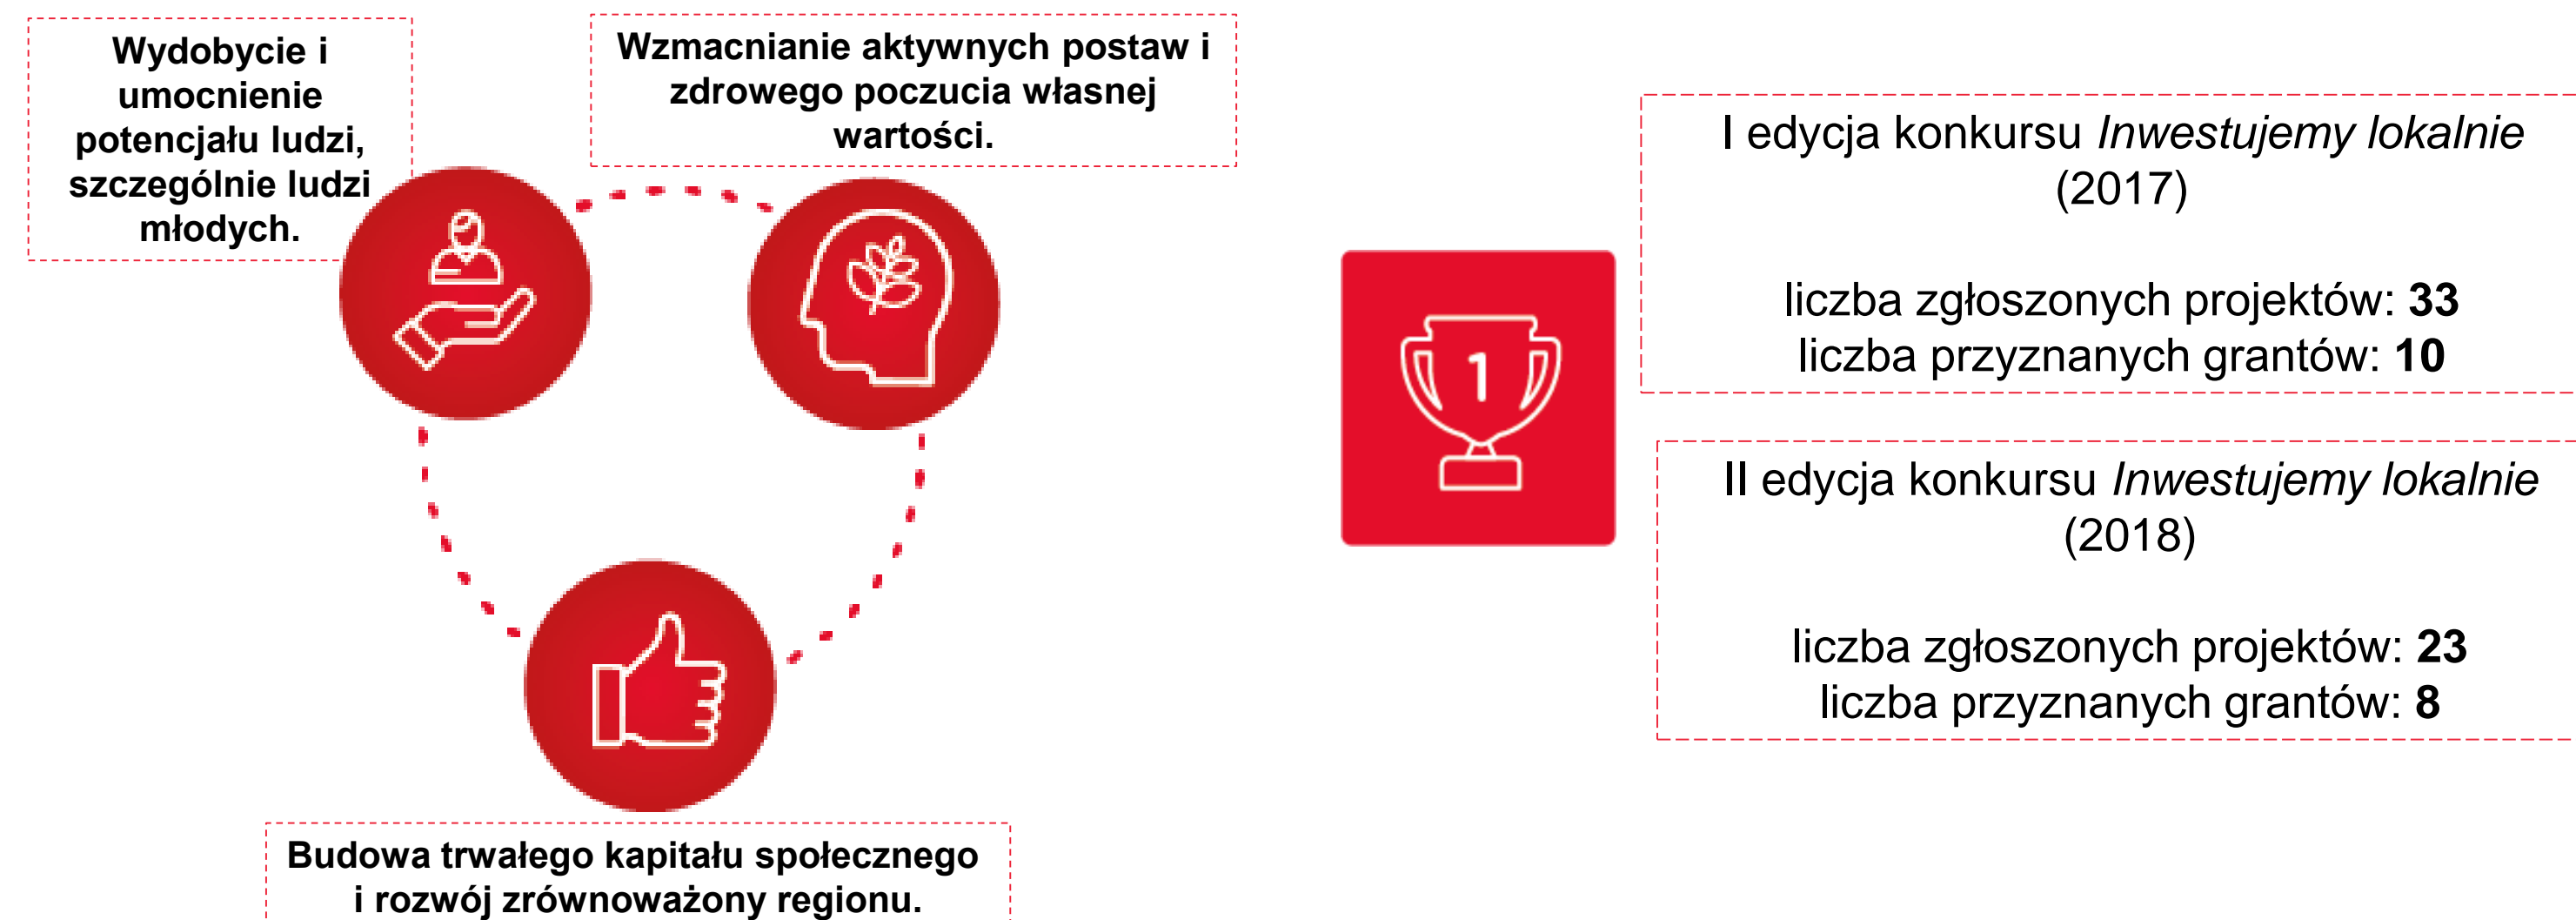 Wydobycie i
umocnienie
potencjału ludzi,
szczególnie ludzi
młodych.
Wzmacnianie aktywnych postaw i
zdrowego poczucia własnej
wartości.
Budowa trwałego kapitału społecznego
i rozwój zrównoważony regionu.
1
I edycja konkursu Inwestujemy lokalnie
(2017)
liczba zgłoszonych projektów: 33
liczba przyznanych grantów: 10
II edycja konkursu Inwestujemy lokalnie
(2018)
liczba zgłoszonych projektów: 23
liczba przyznanych grantów: 8